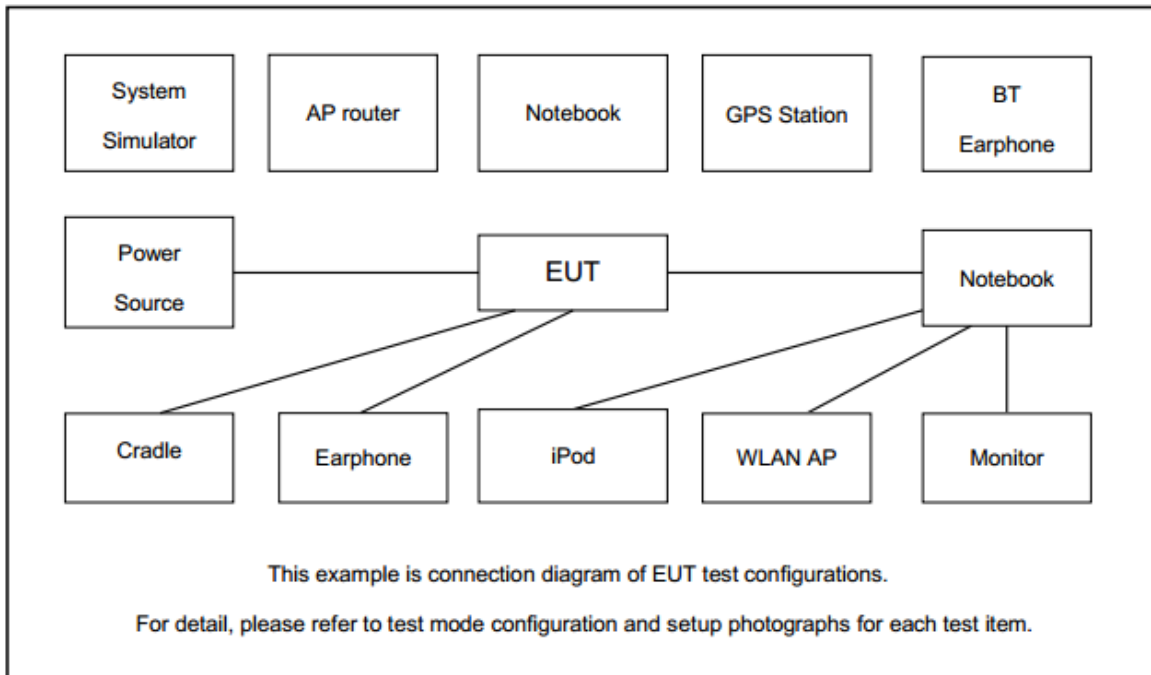 System
Simulator
AP router
Notebook
GPS Station
BT
Earphone
Power
Source
EUT
Notebook
Cradle
Earphone
iPod
WLAN AP
Monitor
This example is connection diagram of EUT test configurations.
For detail, please refer to test mode configuration and setup photographs for each test item.